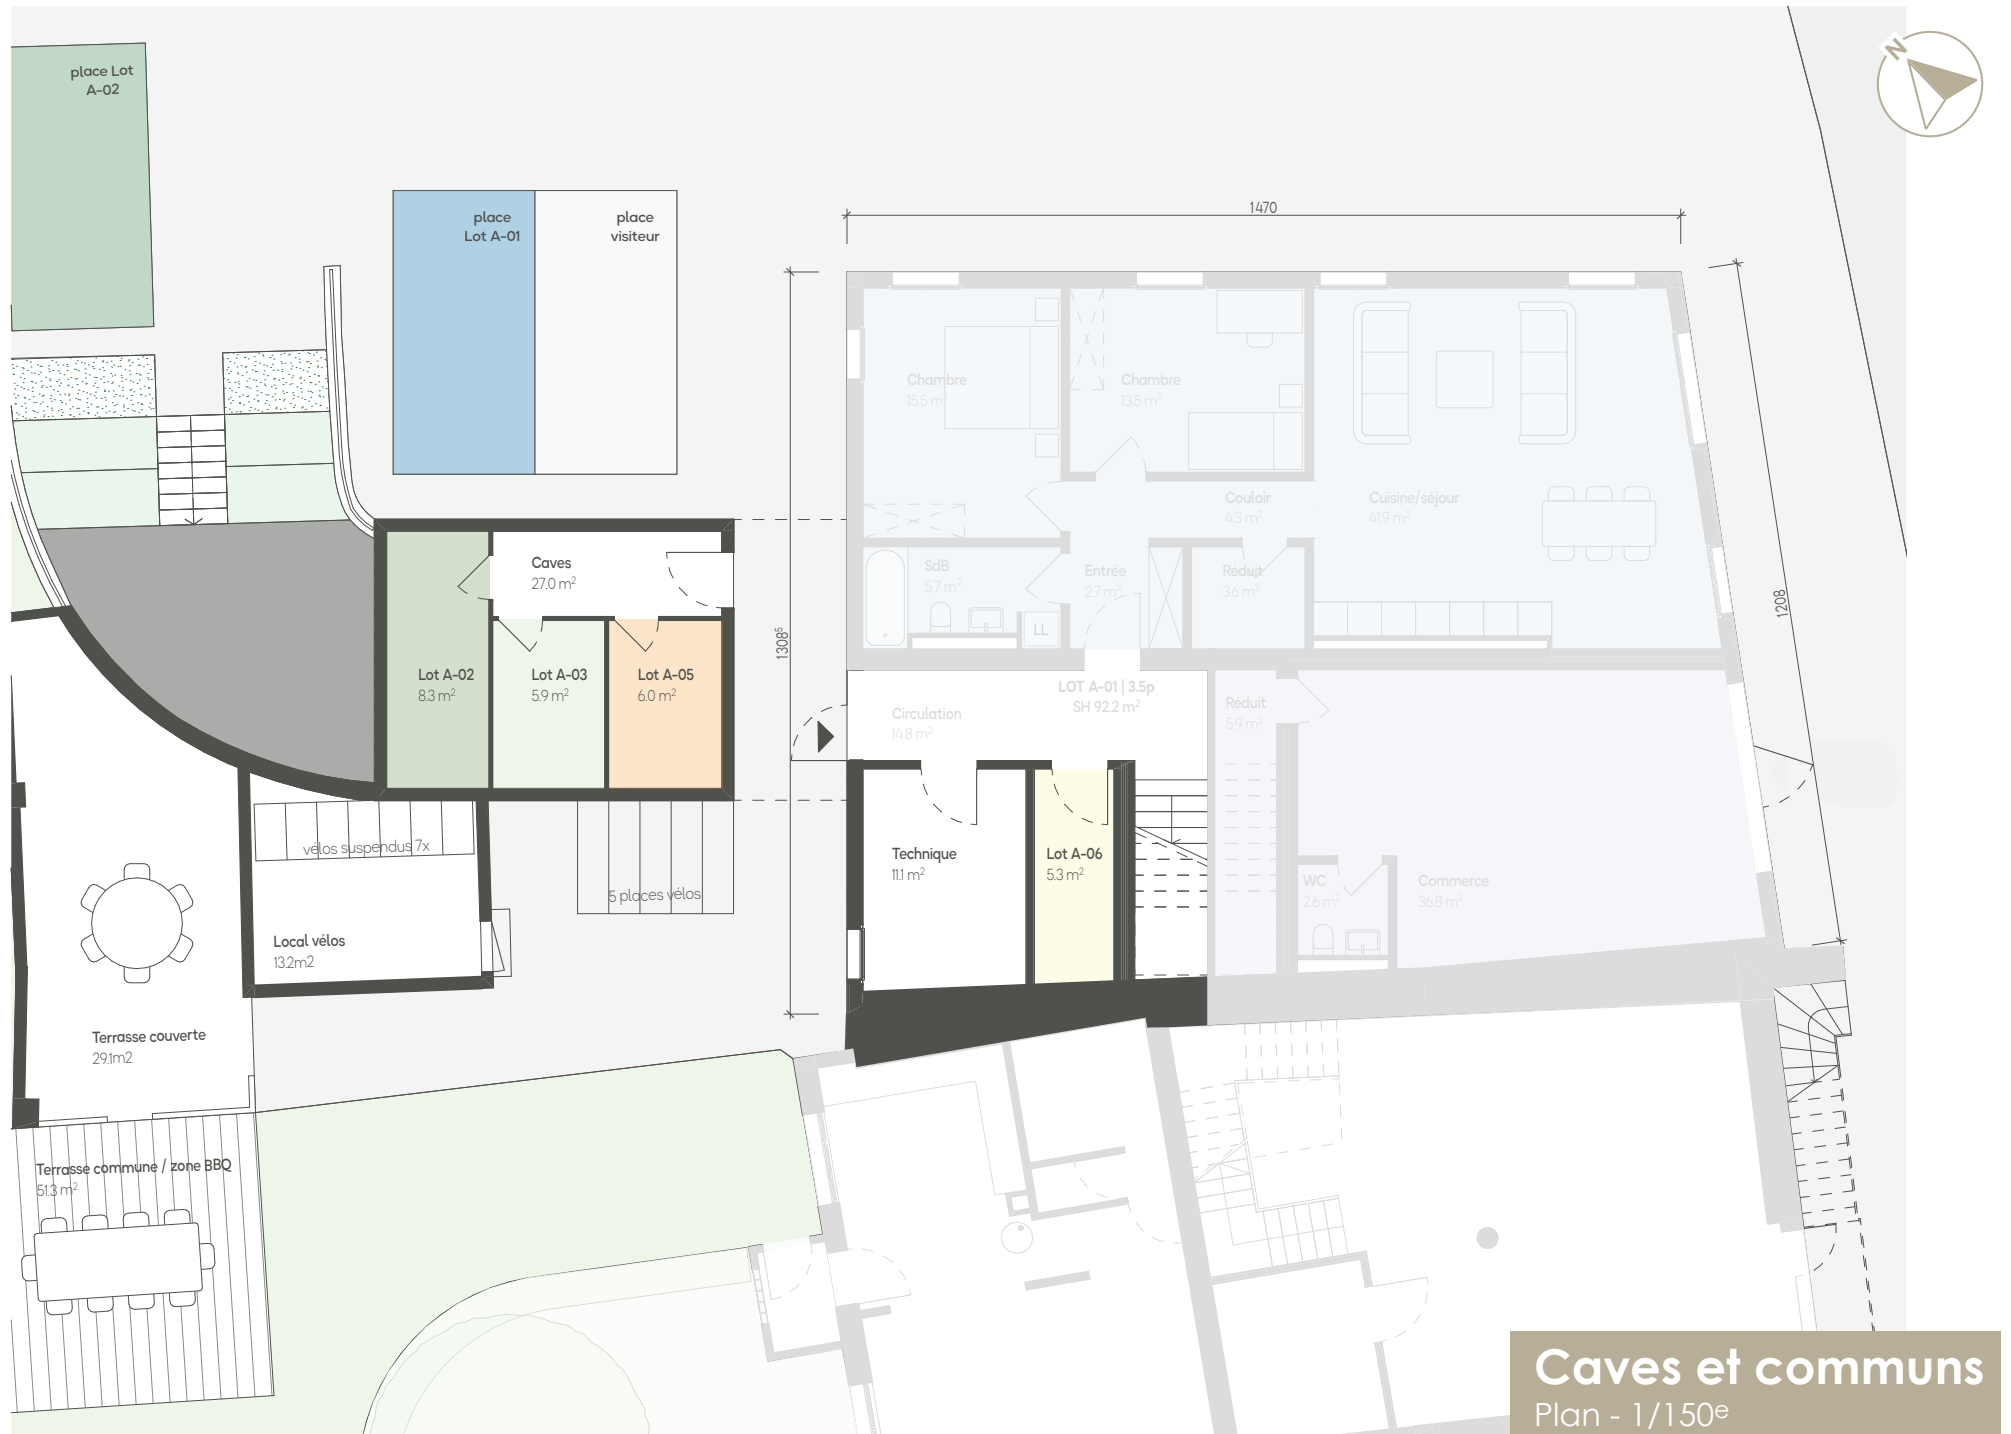 N
place Lot
A-02
place
Lot A-01
place
visiteur
1470
1308⁵
1208
Chambre
15.5 m²
Chambre
13.5 m²
Couloir
4.3 m²
Cuisine/séjour
41.9 m²
SdB
5.7 m²
Entrée
2.7 m²
Réduit
3.6 m²
LL
Caves
27.0 m²
Lot A-02
8.3 m²
Lot A-03
5.9 m²
Lot A-05
6.0 m²
LOT A-01 | 3.5p
SH 92.2 m²
Circulation
14.8 m²
Réduit
5.9 m²
vélos suspendus 7x
5 places vélos
Technique
11.1 m²
Lot A-06
5.3 m²
WC
2.6 m²
Commerce
36.8 m²
Local vélos
13.2m2
Terrasse couverte
29.1m2
Terrasse commune / zone BBQ
51.3 m²
Caves et communs
Plan - 1/150ᵉ